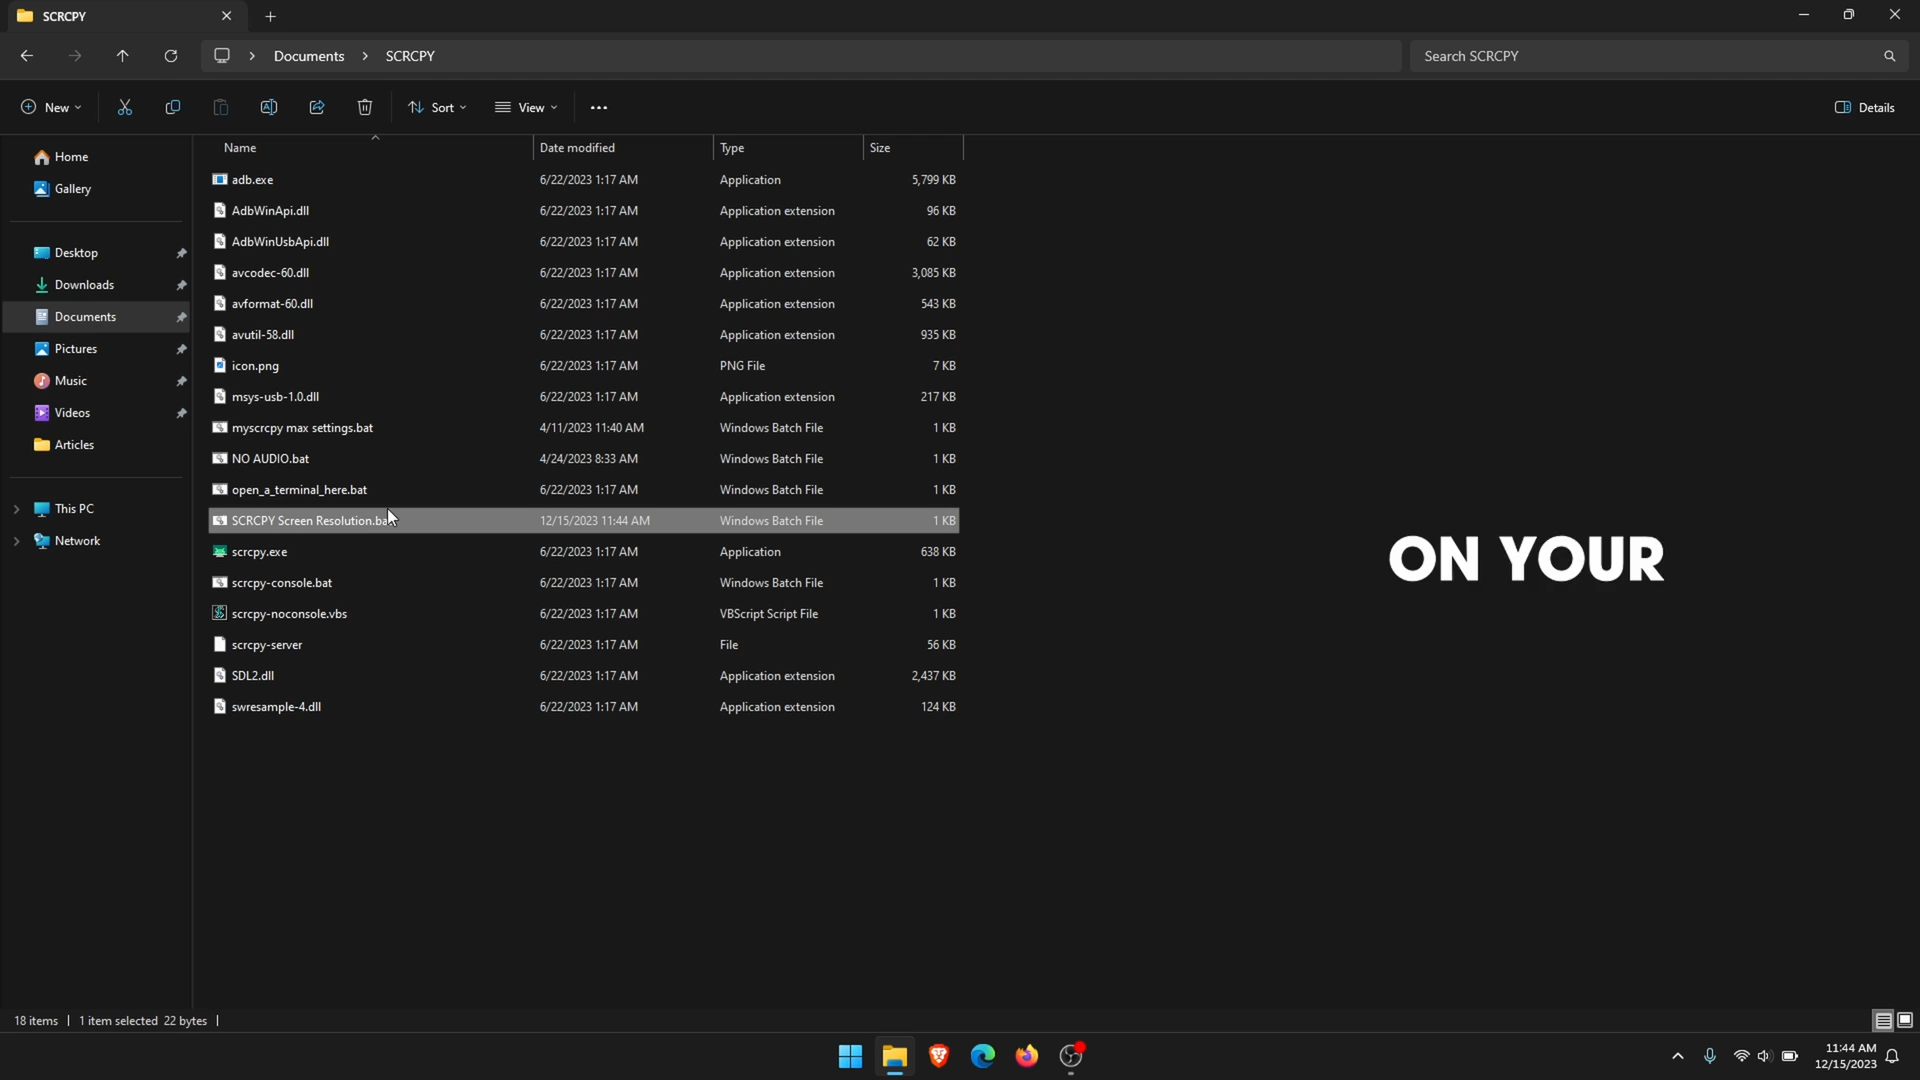 SCRCPY
Documents
SCRCPY
Search SCRCPY
New
Sort
View
Details
Home
Gallery
Desktop
Downloads
Documents
Pictures
Music
Videos
Articles
This PC
Network
Name Date modified Type Size
adb.exe 6/22/2023 1:17 AM Application 5,799 KB
AdbWinApi.dll 6/22/2023 1:17 AM Application extension 96 KB
AdbWinUsbApi.dll 6/22/2023 1:17 AM Application extension 62 KB
avcodec-60.dll 6/22/2023 1:17 AM Application extension 3,085 KB
avformat-60.dll 6/22/2023 1:17 AM Application extension 543 KB
avutil-58.dll 6/22/2023 1:17 AM Application extension 935 KB
icon.png 6/22/2023 1:17 AM PNG File 7 KB
msys-usb-1.0.dll 6/22/2023 1:17 AM Application extension 217 KB
myscrcpy max settings.bat 4/11/2023 11:40 AM Windows Batch File 1 KB
NO AUDIO.bat 4/24/2023 8:33 AM Windows Batch File 1 KB
open_a_terminal_here.bat 6/22/2023 1:17 AM Windows Batch File 1 KB
SCRCPY Screen Resolution.bat 12/15/2023 11:44 AM Windows Batch File 1 KB
scrcpy.exe 6/22/2023 1:17 AM Application 638 KB
scrcpy-console.bat 6/22/2023 1:17 AM Windows Batch File 1 KB
scrcpy-noconsole.vbs 6/22/2023 1:17 AM VBScript Script File 1 KB
scrcpy-server 6/22/2023 1:17 AM File 56 KB
SDL2.dll 6/22/2023 1:17 AM Application extension 2,437 KB
swresample-4.dll 6/22/2023 1:17 AM Application extension 124 KB
ON YOUR
18 items 1 item selected 22 bytes
11:44 AM
12/15/2023